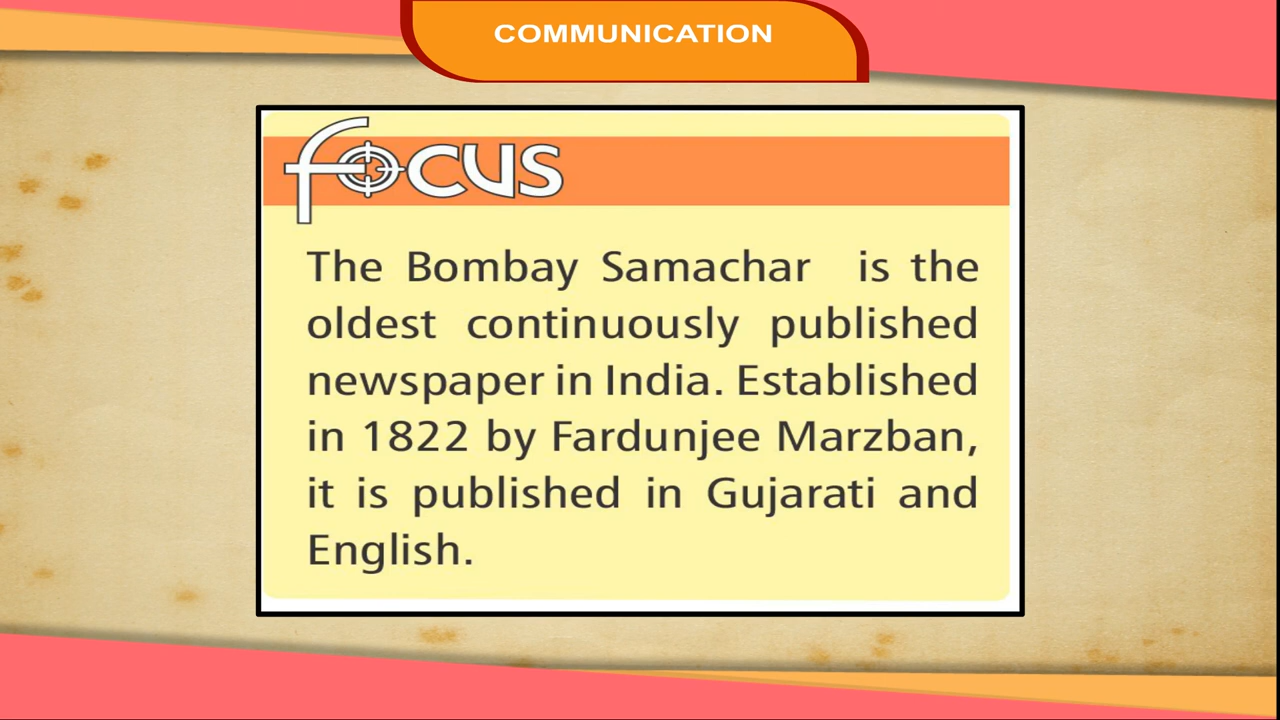 COMMUNICATION
focus
The Bombay Samachar is the
oldest continuously published
newspaper in India. Established
in 1822 by Fardunjee Marzban,
it is published in Gujarati and
English.